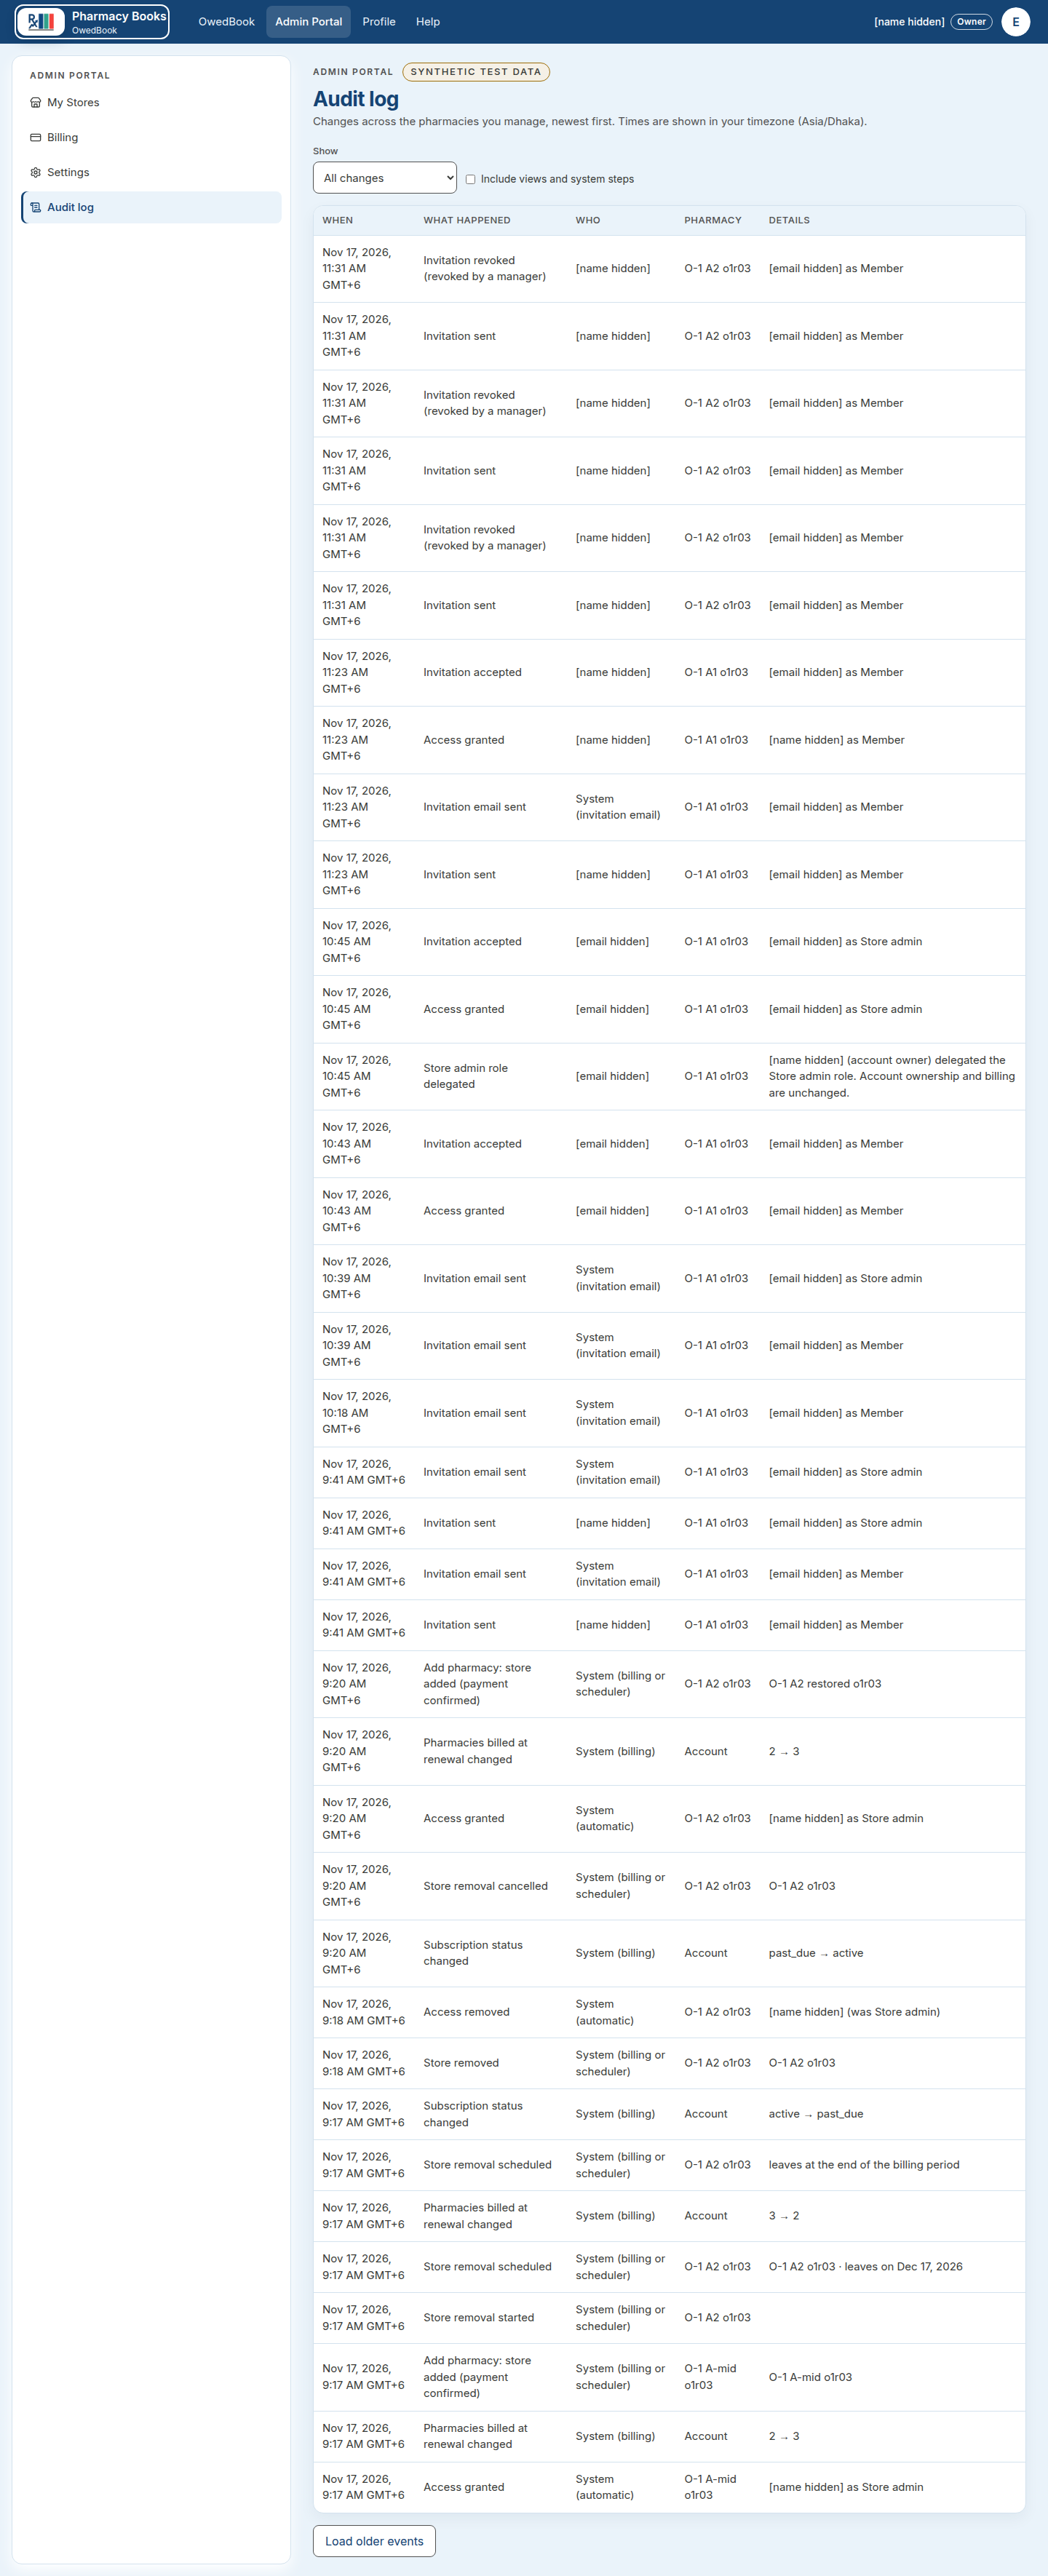 Pharmacy Books
OwedBook
OwedBook
Admin Portal
Profile
Help
[name hidden]
Owner
E
ADMIN PORTAL
My Stores
Billing
Settings
Audit log
ADMIN PORTAL
SYNTHETIC TEST DATA
Audit log
Changes across the pharmacies you manage, newest first. Times are shown in your timezone (Asia/Dhaka).
Show
All changes
Include views and system steps
WHEN WHAT HAPPENED WHO PHARMACY DETAILS
Nov 17, 2026,
11:31 AM
GMT+6
Invitation revoked
(revoked by a manager)
[name hidden]
O-1 A2 o1r03
[email hidden] as Member
Nov 17, 2026,
11:31 AM
GMT+6
Invitation sent
[name hidden]
O-1 A2 o1r03
[email hidden] as Member
Nov 17, 2026,
11:31 AM
GMT+6
Invitation revoked
(revoked by a manager)
[name hidden]
O-1 A2 o1r03
[email hidden] as Member
Nov 17, 2026,
11:31 AM
GMT+6
Invitation sent
[name hidden]
O-1 A2 o1r03
[email hidden] as Member
Nov 17, 2026,
11:31 AM
GMT+6
Invitation revoked
(revoked by a manager)
[name hidden]
O-1 A2 o1r03
[email hidden] as Member
Nov 17, 2026,
11:31 AM
GMT+6
Invitation sent
[name hidden]
O-1 A2 o1r03
[email hidden] as Member
Nov 17, 2026,
11:23 AM
GMT+6
Invitation accepted
[name hidden]
O-1 A1 o1r03
[email hidden] as Member
Nov 17, 2026,
11:23 AM
GMT+6
Access granted
[name hidden]
O-1 A1 o1r03
[name hidden] as Member
Nov 17, 2026,
11:23 AM
GMT+6
Invitation email sent
System
(invitation email)
O-1 A1 o1r03
[email hidden] as Member
Nov 17, 2026,
11:23 AM
GMT+6
Invitation sent
[name hidden]
O-1 A1 o1r03
[email hidden] as Member
Nov 17, 2026,
10:45 AM
GMT+6
Invitation accepted
[email hidden]
O-1 A1 o1r03
[email hidden] as Store admin
Nov 17, 2026,
10:45 AM
GMT+6
Access granted
[email hidden]
O-1 A1 o1r03
[email hidden] as Store admin
Nov 17, 2026,
10:45 AM
GMT+6
Store admin role
delegated
[email hidden]
O-1 A1 o1r03
[name hidden] (account owner) delegated the
Store admin role. Account ownership and billing
are unchanged.
Nov 17, 2026,
10:43 AM
GMT+6
Invitation accepted
[email hidden]
O-1 A1 o1r03
[email hidden] as Member
Nov 17, 2026,
10:43 AM
GMT+6
Access granted
[email hidden]
O-1 A1 o1r03
[email hidden] as Member
Nov 17, 2026,
10:39 AM
GMT+6
Invitation email sent
System
(invitation email)
O-1 A1 o1r03
[email hidden] as Store admin
Nov 17, 2026,
10:39 AM
GMT+6
Invitation email sent
System
(invitation email)
O-1 A1 o1r03
[email hidden] as Member
Nov 17, 2026,
10:18 AM
GMT+6
Invitation email sent
System
(invitation email)
O-1 A1 o1r03
[email hidden] as Member
Nov 17, 2026,
9:41 AM GMT+6
Invitation email sent
System
(invitation email)
O-1 A1 o1r03
[email hidden] as Store admin
Nov 17, 2026,
9:41 AM GMT+6
Invitation sent
[name hidden]
O-1 A1 o1r03
[email hidden] as Store admin
Nov 17, 2026,
9:41 AM GMT+6
Invitation email sent
System
(invitation email)
O-1 A1 o1r03
[email hidden] as Member
Nov 17, 2026,
9:41 AM GMT+6
Invitation sent
[name hidden]
O-1 A1 o1r03
[email hidden] as Member
Nov 17, 2026,
9:20 AM
GMT+6
Add pharmacy: store
added (payment
confirmed)
System (billing or
scheduler)
O-1 A2 o1r03
O-1 A2 restored o1r03
Nov 17, 2026,
9:20 AM
GMT+6
Pharmacies billed at
renewal changed
System (billing)
Account
2 → 3
Nov 17, 2026,
9:20 AM
GMT+6
Access granted
System
(automatic)
O-1 A2 o1r03
[name hidden] as Store admin
Nov 17, 2026,
9:20 AM
GMT+6
Store removal cancelled
System (billing or
scheduler)
O-1 A2 o1r03
O-1 A2 o1r03
Nov 17, 2026,
9:20 AM
GMT+6
Subscription status
changed
System (billing)
Account
past_due → active
Nov 17, 2026,
9:18 AM GMT+6
Access removed
System
(automatic)
O-1 A2 o1r03
[name hidden] (was Store admin)
Nov 17, 2026,
9:18 AM GMT+6
Store removed
System (billing or
scheduler)
O-1 A2 o1r03
O-1 A2 o1r03
Nov 17, 2026,
9:17 AM GMT+6
Subscription status
changed
System (billing)
Account
active → past_due
Nov 17, 2026,
9:17 AM GMT+6
Store removal scheduled
System (billing or
scheduler)
O-1 A2 o1r03
leaves at the end of the billing period
Nov 17, 2026,
9:17 AM GMT+6
Pharmacies billed at
renewal changed
System (billing)
Account
3 → 2
Nov 17, 2026,
9:17 AM GMT+6
Store removal scheduled
System (billing or
scheduler)
O-1 A2 o1r03
O-1 A2 o1r03 · leaves on Dec 17, 2026
Nov 17, 2026,
9:17 AM GMT+6
Store removal started
System (billing or
scheduler)
O-1 A2 o1r03
Nov 17, 2026,
9:17 AM GMT+6
Add pharmacy: store
added (payment
confirmed)
System (billing or
scheduler)
O-1 A-mid
o1r03
O-1 A-mid o1r03
Nov 17, 2026,
9:17 AM GMT+6
Pharmacies billed at
renewal changed
System (billing)
Account
2 → 3
Nov 17, 2026,
9:17 AM GMT+6
Access granted
System
(automatic)
O-1 A-mid
o1r03
[name hidden] as Store admin
Load older events